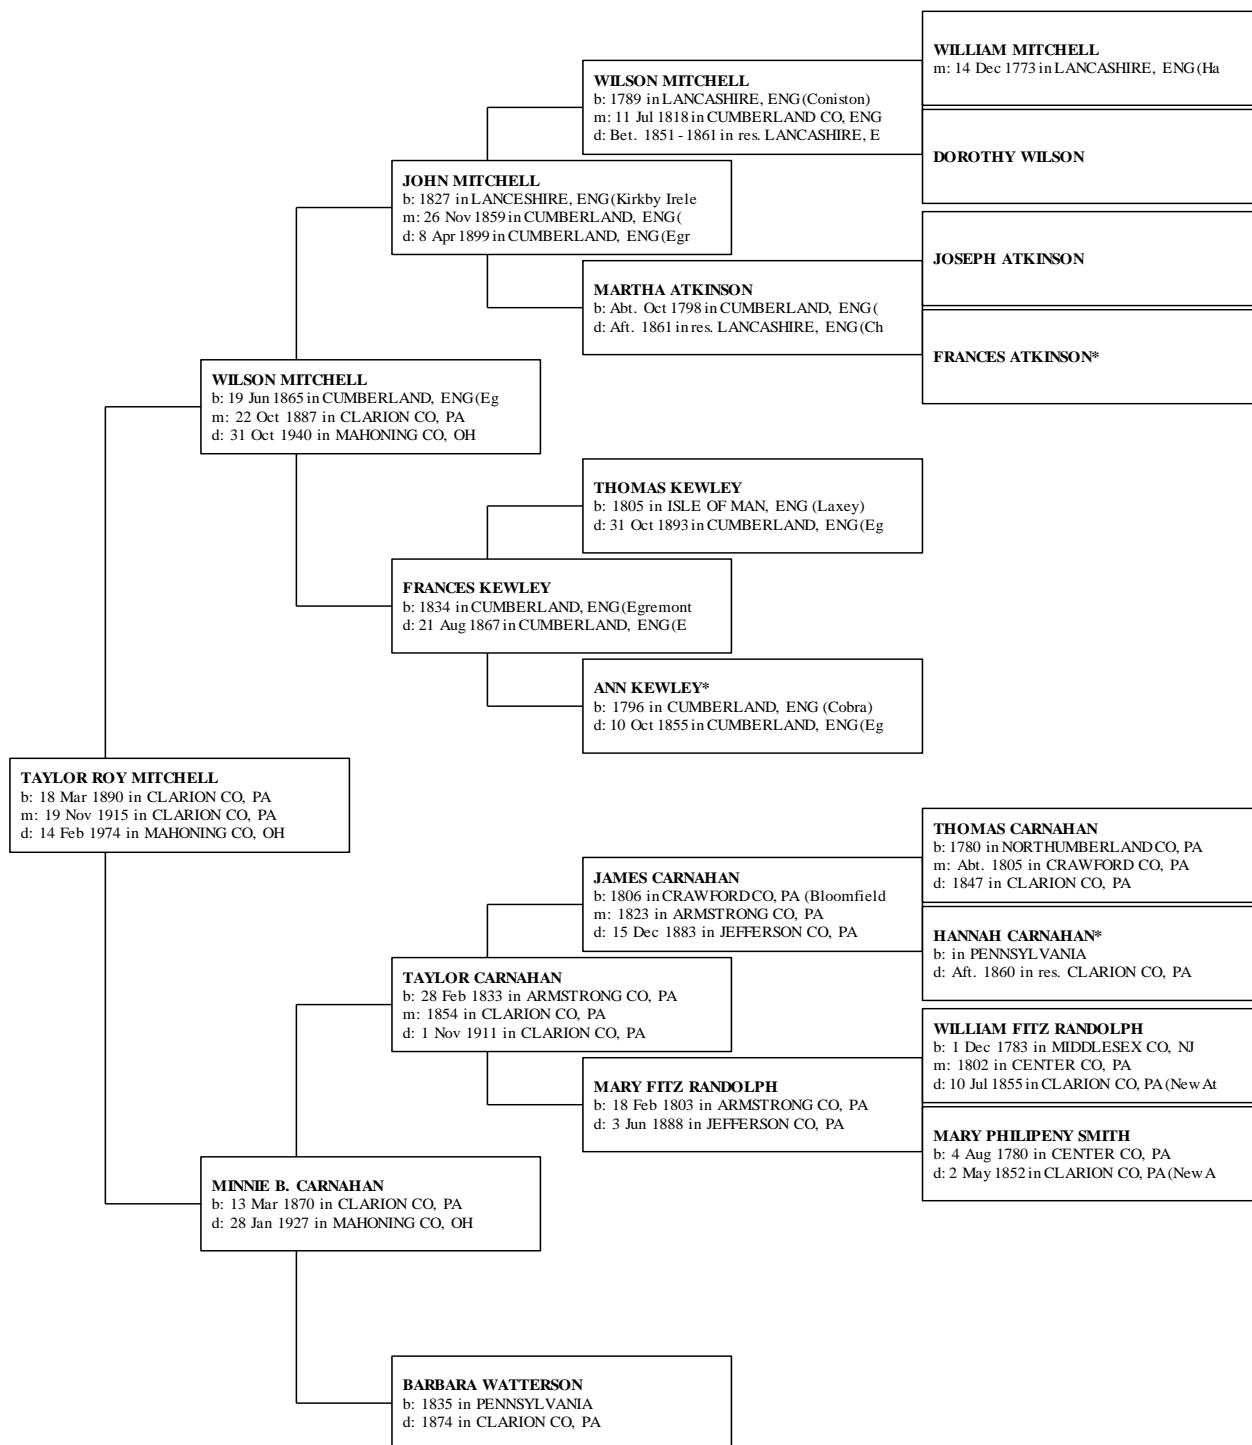 WILLIAM MITCHELL
m: 14 Dec 1773 in LANCASHIRE, ENG (Ha
WILSON MITCHELL
b: 1789 in LANCASHIRE, ENG (Coniston)
m: 11 Jul 1818 in CUMBERLAND CO, ENG
d: Bet. 1851 - 1861 in res. LANCASHIRE, E
DOROTHY WILSON
JOHN MITCHELL
b: 1827 in LANCESHIRE, ENG (Kirkby Irele
m: 26 Nov 1859 in CUMBERLAND, ENG (
d: 8 Apr 1899 in CUMBERLAND, ENG (Egr
JOSEPH ATKINSON
MARTHA ATKINSON
b: Abt. Oct 1798 in CUMBERLAND, ENG (
d: Aft. 1861 in res. LANCASHIRE, ENG (Ch
FRANCES ATKINSON*
WILSON MITCHELL
b: 19 Jun 1865 in CUMBERLAND, ENG (Eg
m: 22 Oct 1887 in CLARION CO, PA
d: 31 Oct 1940 in MAHONING CO, OH
THOMAS KEWLEY
b: 1805 in ISLE OF MAN, ENG (Laxey)
d: 31 Oct 1893 in CUMBERLAND, ENG (Eg
FRANCES KEWLEY
b: 1834 in CUMBERLAND, ENG (Egremont
d: 21 Aug 1867 in CUMBERLAND, ENG (E
ANN KEWLEY*
b: 1796 in CUMBERLAND, ENG (Cobra)
d: 10 Oct 1855 in CUMBERLAND, ENG (Eg
TAYLOR ROY MITCHELL
b: 18 Mar 1890 in CLARION CO, PA
m: 19 Nov 1915 in CLARION CO, PA
d: 14 Feb 1974 in MAHONING CO, OH
THOMAS CARNAHAN
b: 1780 in NORTHUMBERLAND CO, PA
m: Abt. 1805 in CRAWFORD CO, PA
d: 1847 in CLARION CO, PA
JAMES CARNAHAN
b: 1806 in CRAWFORD CO, PA (Bloomfield
m: 1823 in ARMSTRONG CO, PA
d: 15 Dec 1883 in JEFFERSON CO, PA
HANNAH CARNAHAN*
b: in PENNSYLVANIA
d: Aft. 1860 in res. CLARION CO, PA
TAYLOR CARNAHAN
b: 28 Feb 1833 in ARMSTRONG CO, PA
m: 1854 in CLARION CO, PA
d: 1 Nov 1911 in CLARION CO, PA
WILLIAM FITZ RANDOLPH
b: 1 Dec 1783 in MIDDLESEX CO, NJ
m: 1802 in CENTER CO, PA
d: 10 Jul 1855 in CLARION CO, PA (New At
MARY FITZ RANDOLPH
b: 18 Feb 1803 in ARMSTRONG CO, PA
d: 3 Jun 1888 in JEFFERSON CO, PA
MARY PHILIPENY SMITH
b: 4 Aug 1780 in CENTER CO, PA
d: 2 May 1852 in CLARION CO, PA (New A
MINNIE B. CARNAHAN
b: 13 Mar 1870 in CLARION CO, PA
d: 28 Jan 1927 in MAHONING CO, OH
BARBARA WATTERSON
b: 1835 in PENNSYLVANIA
d: 1874 in CLARION CO, PA